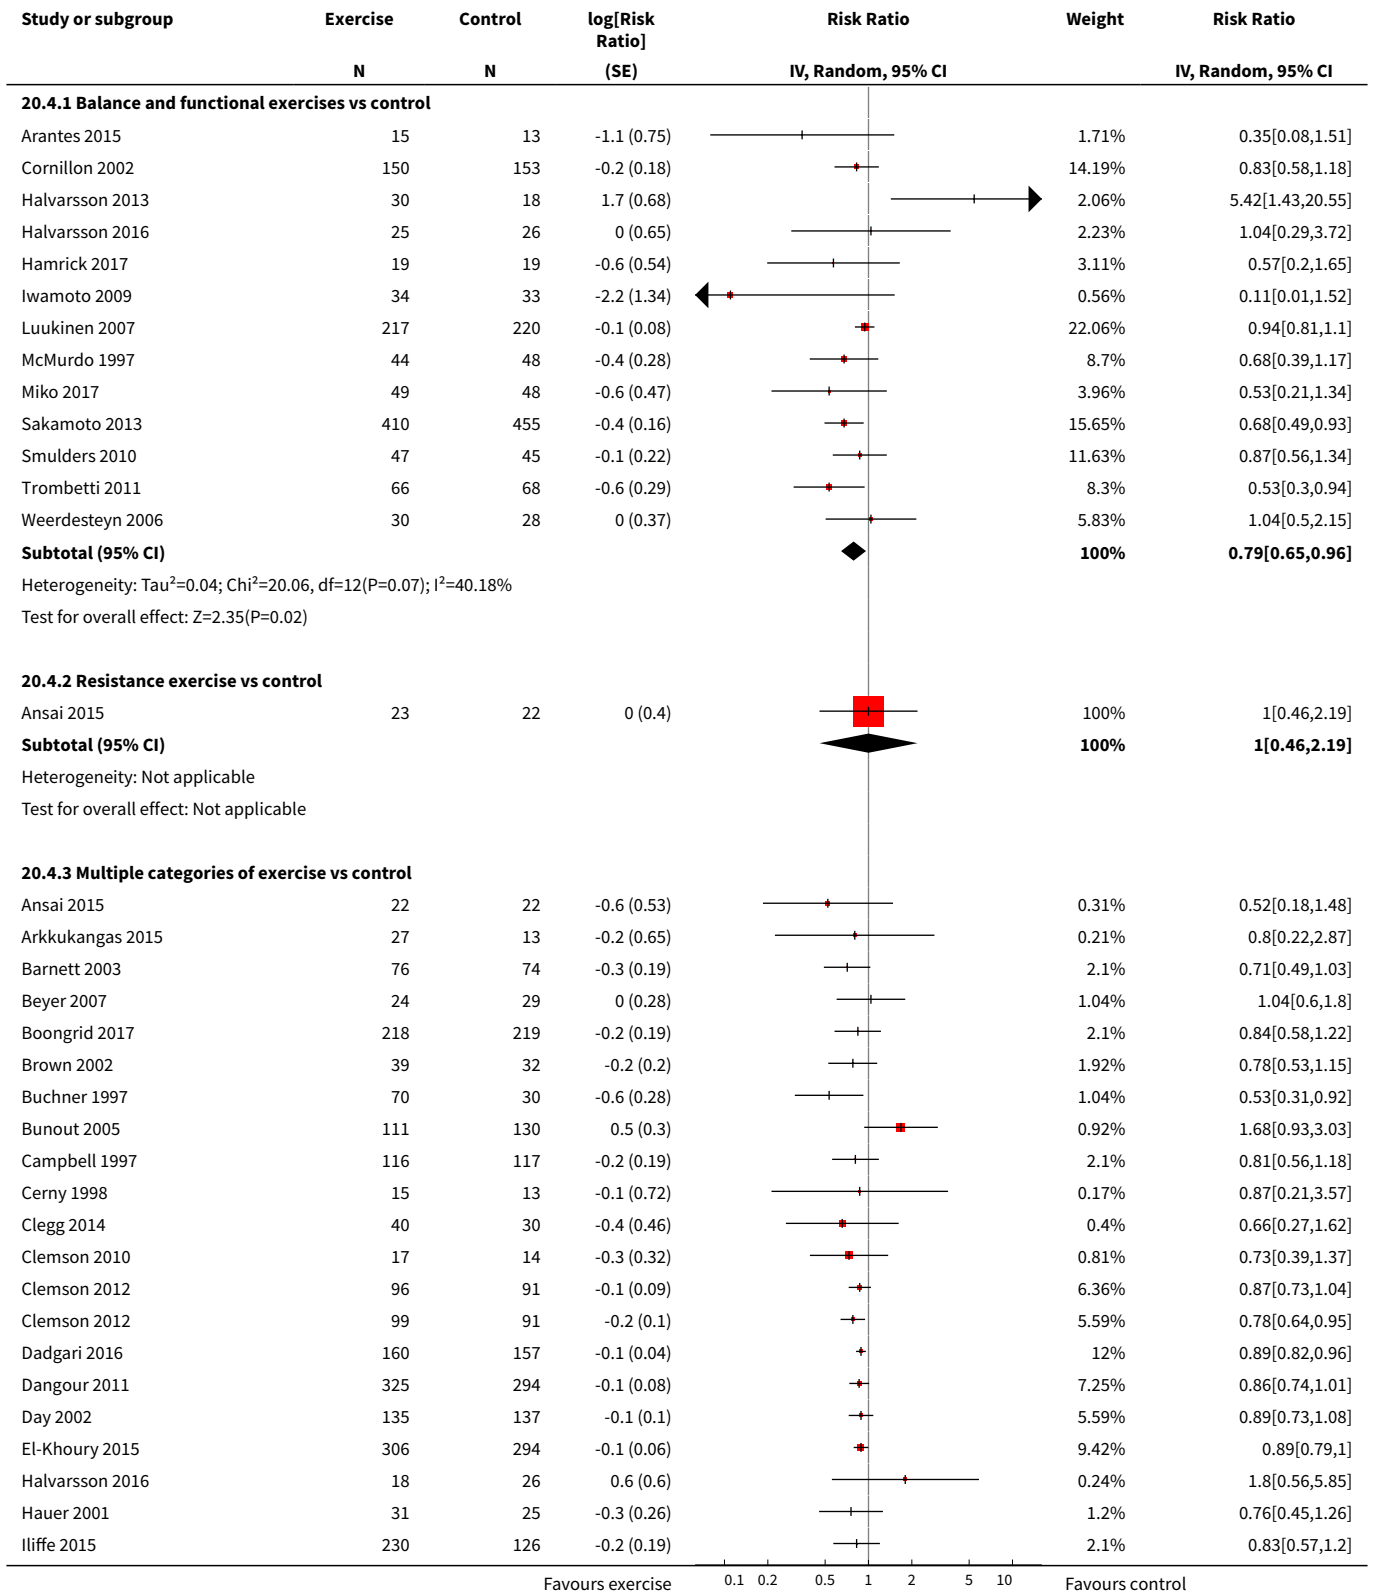 Study or subgroup Exercise Control log[Risk Ratio] Risk Ratio Weight Risk Ratio
N N (SE) IV, Random, 95% CI IV, Random, 95% CI
20.4.1 Balance and functional exercises vs control
Arantes 2015 15 13 -1.1 (0.75) 1.71% 0.35[0.08,1.51]
Cornillon 2002 150 153 -0.2 (0.18) 14.19% 0.83[0.58,1.18]
Halvarsson 2013 30 18 1.7 (0.68) 2.06% 5.42[1.43,20.55]
Halvarsson 2016 25 26 0 (0.65) 2.23% 1.04[0.29,3.72]
Hamrick 2017 19 19 -0.6 (0.54) 3.11% 0.57[0.2,1.65]
Iwamoto 2009 34 33 -2.2 (1.34) 0.56% 0.11[0.01,1.52]
Luukinen 2007 217 220 -0.1 (0.08) 22.06% 0.94[0.81,1.1]
McMurdo 1997 44 48 -0.4 (0.28) 8.7% 0.68[0.39,1.17]
Miko 2017 49 48 -0.6 (0.47) 3.96% 0.53[0.21,1.34]
Sakamoto 2013 410 455 -0.4 (0.16) 15.65% 0.68[0.49,0.93]
Smulders 2010 47 45 -0.1 (0.22) 11.63% 0.87[0.56,1.34]
Trombetti 2011 66 68 -0.6 (0.29) 8.3% 0.53[0.3,0.94]
Weerdesteyn 2006 30 28 0 (0.37) 5.83% 1.04[0.5,2.15]
Subtotal (95% CI) 100% 0.79[0.65,0.96]
Heterogeneity: Tau²=0.04; Chi²=20.06, df=12(P=0.07); I²=40.18%
Test for overall effect: Z=2.35(P=0.02)
20.4.2 Resistance exercise vs control
Ansai 2015 23 22 0 (0.4) 100% 1[0.46,2.19]
Subtotal (95% CI) 100% 1[0.46,2.19]
Heterogeneity: Not applicable
Test for overall effect: Not applicable
20.4.3 Multiple categories of exercise vs control
Ansai 2015 22 22 -0.6 (0.53) 0.31% 0.52[0.18,1.48]
Arkkukangas 2015 27 13 -0.2 (0.65) 0.21% 0.8[0.22,2.87]
Barnett 2003 76 74 -0.3 (0.19) 2.1% 0.71[0.49,1.03]
Beyer 2007 24 29 0 (0.28) 1.04% 1.04[0.6,1.8]
Boongrid 2017 218 219 -0.2 (0.19) 2.1% 0.84[0.58,1.22]
Brown 2002 39 32 -0.2 (0.2) 1.92% 0.78[0.53,1.15]
Buchner 1997 70 30 -0.6 (0.28) 1.04% 0.53[0.31,0.92]
Bunout 2005 111 130 0.5 (0.3) 0.92% 1.68[0.93,3.03]
Campbell 1997 116 117 -0.2 (0.19) 2.1% 0.81[0.56,1.18]
Cerny 1998 15 13 -0.1 (0.72) 0.17% 0.87[0.21,3.57]
Clegg 2014 40 30 -0.4 (0.46) 0.4% 0.66[0.27,1.62]
Clemson 2010 17 14 -0.3 (0.32) 0.81% 0.73[0.39,1.37]
Clemson 2012 96 91 -0.1 (0.09) 6.36% 0.87[0.73,1.04]
Clemson 2012 99 91 -0.2 (0.1) 5.59% 0.78[0.64,0.95]
Dadgari 2016 160 157 -0.1 (0.04) 12% 0.89[0.82,0.96]
Dangour 2011 325 294 -0.1 (0.08) 7.25% 0.86[0.74,1.01]
Day 2002 135 137 -0.1 (0.1) 5.59% 0.89[0.73,1.08]
El-Khoury 2015 306 294 -0.1 (0.06) 9.42% 0.89[0.79,1]
Halvarsson 2016 18 26 0.6 (0.6) 0.24% 1.8[0.56,5.85]
Hauer 2001 31 25 -0.3 (0.26) 1.2% 0.76[0.45,1.26]
Iliffe 2015 230 126 -0.2 (0.19) 2.1% 0.83[0.57,1.2]
Favours exercise 0.1 0.2 0.5 1 2 5 10 Favours control